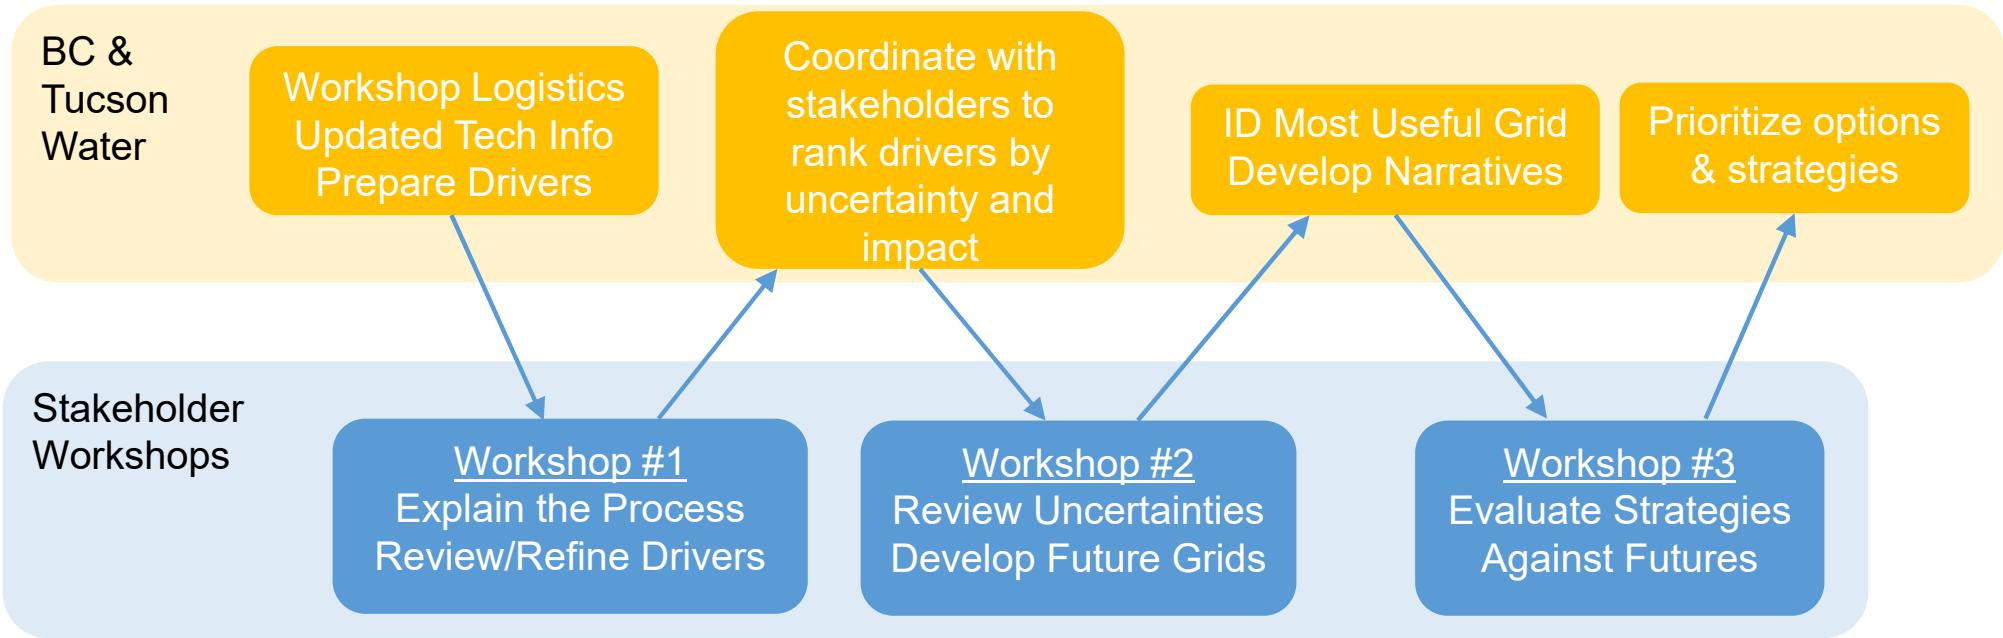 BC &
Tucson
Water
Workshop Logistics
Updated Tech Info
Prepare Drivers
Coordinate with
stakeholders to
rank drivers by
uncertainty and
impact
ID Most Useful Grid
Develop Narratives
Prioritize options
& strategies
Stakeholder
Workshops
Workshop #1
Explain the Process
Review/Refine Drivers
Workshop #2
Review Uncertainties
Develop Future Grids
Workshop #3
Evaluate Strategies
Against Futures